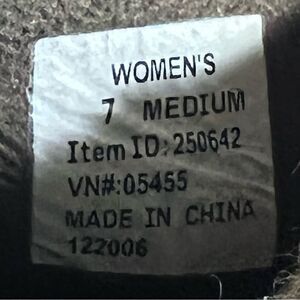 WOMEN'S
7 MEDIUM
Item ID: 250642
VN#:05455
MADE IN CHINA
122006